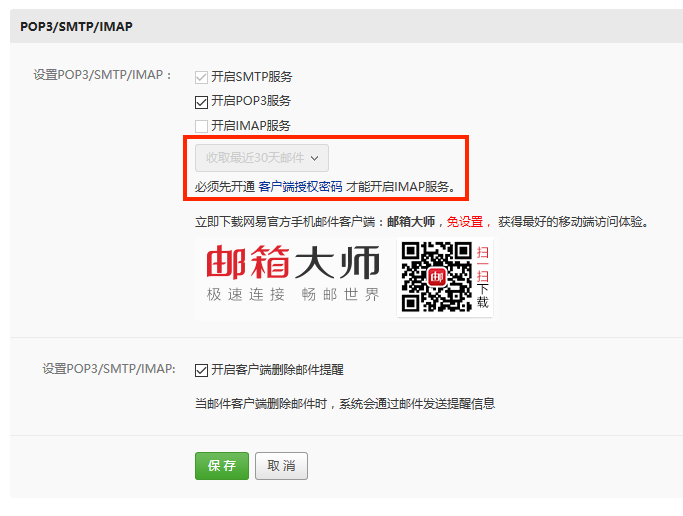 POP3/SMTP/IMAP
设置POP3/SMTP/IMAP：
开启SMTP服务
开启POP3服务
开启IMAP服务
收取最近30天邮件
必须先开通 客户端授权密码 才能开启IMAP服务。
立即下载网易官方手机邮件客户端：邮箱大师，免设置， 获得最好的移动端访问体验。
邮箱大师
极速连接 畅邮世界
邮
扫一扫下载
设置POP3/SMTP/IMAP:
开启客户端删除邮件提醒
当邮件客户端删除邮件时，系统会通过邮件发送提醒信息
保 存
取 消